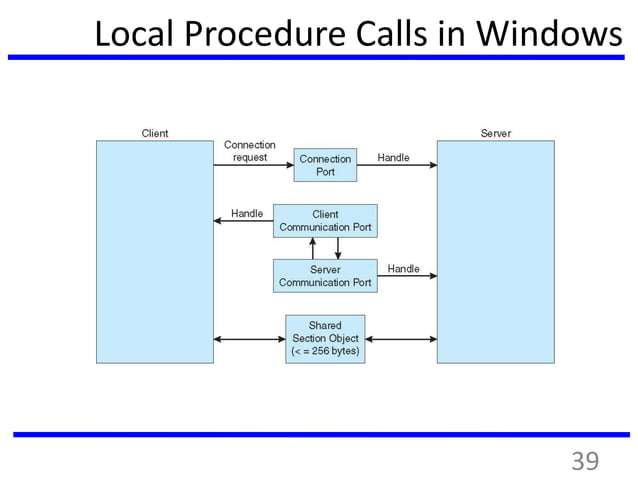 Local Procedure Calls in Windows
Client
Server
Connection
request
Connection
Port
Handle
Handle
Client
Communication Port
Server
Communication Port
Handle
Shared
Section Object
(< = 256 bytes)
39